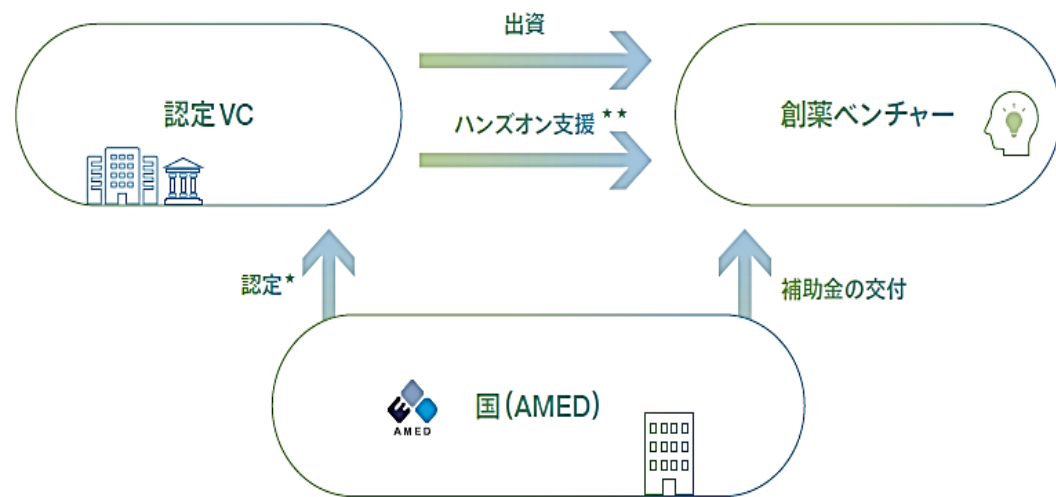 出資
認定VC
ハンズオン支援★★
創薬ベンチャー
認定★
補助金の交付
AMED
国(AMED)